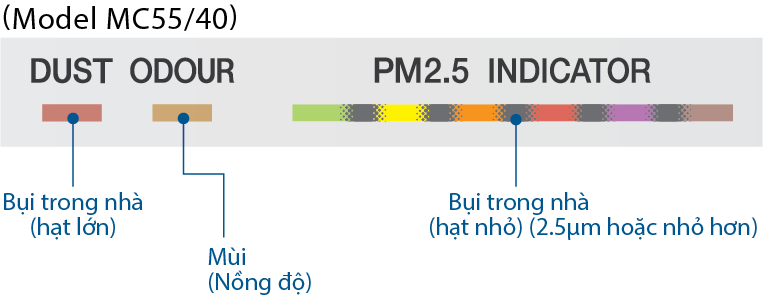 (Model MC55/40)
DUST ODOUR PM2.5 INDICATOR
Bụi trong nhà
(hạt lớn)
Mùi
(Nồng độ)
Bụi trong nhà
(hạt nhỏ) (2.5µm hoặc nhỏ hơn)